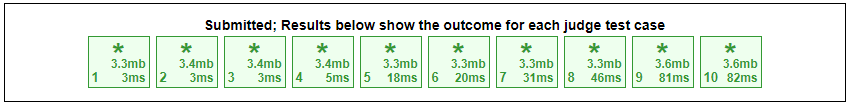 Submitted; Results below show the outcome for each judge test case
* * * * * * * * * *
3.3mb 3.4mb 3.4mb 3.4mb 3.3mb 3.3mb 3.3mb 3.3mb 3.6mb 3.6mb
1 3ms 2 3ms 3 3ms 4 5ms 5 18ms 6 20ms 7 31ms 8 46ms 9 81ms 10 82ms